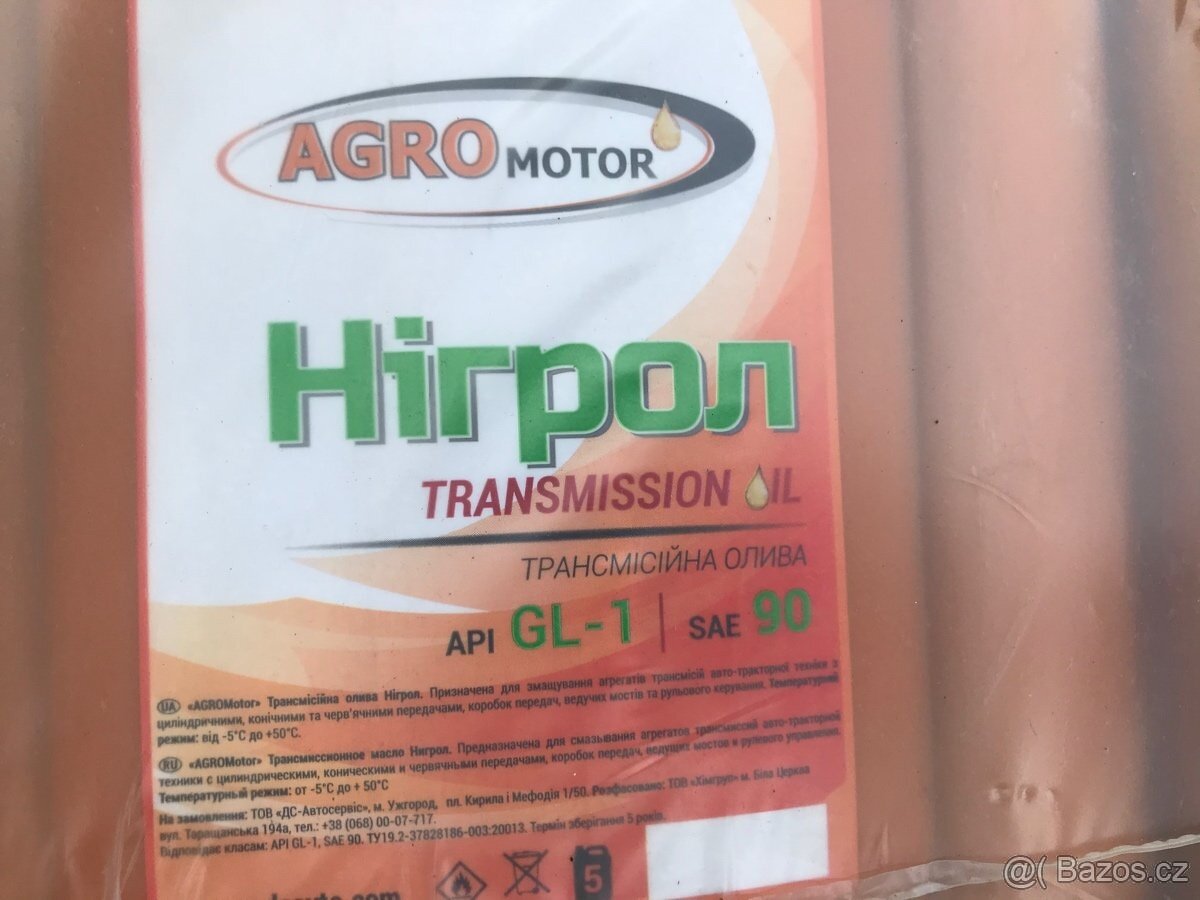 AGRO MOTOR
Нігрол
TRANSMISSION OIL
ТРАНСМІСІЙНА ОЛИВА
API GL-1 | SAE 90
UA «AGROMotor» Трансмісійна олива Нігрол. Призначена для змащування агрегатів трансмісій авто-тракторної техніки з
циліндричними, конічними та черв'ячними передачами, коробок передач, ведучих мостів та рульового керування. Температурний
режим: від -5°C до +50°C.
RU «AGROMotor» Трансмиссионное масло Нигрол. Предназначена для смазывания агрегатов трансмиссий авто-тракторной
техники с цилиндрическими, коническими и червячными передачами, коробок передач, ведущих мостов и рулевого управления.
Температурный режим: от -5°C до + 50°C
На замовлення: ТОВ «ДС-Автосервіс», м. Ужгород, пл. Кирила і Мефодія 1/50. Розфасовано: ТОВ «Хімгруп» м. Біла Церква
вул. Таращанська 194а, тел.: +38 (068) 00-07-717.
Відповідає класам: API GL-1, SAE 90. ТУ19.2-37828186-003:20013. Термін зберігання 5 років.
5
@( Bazos.cz